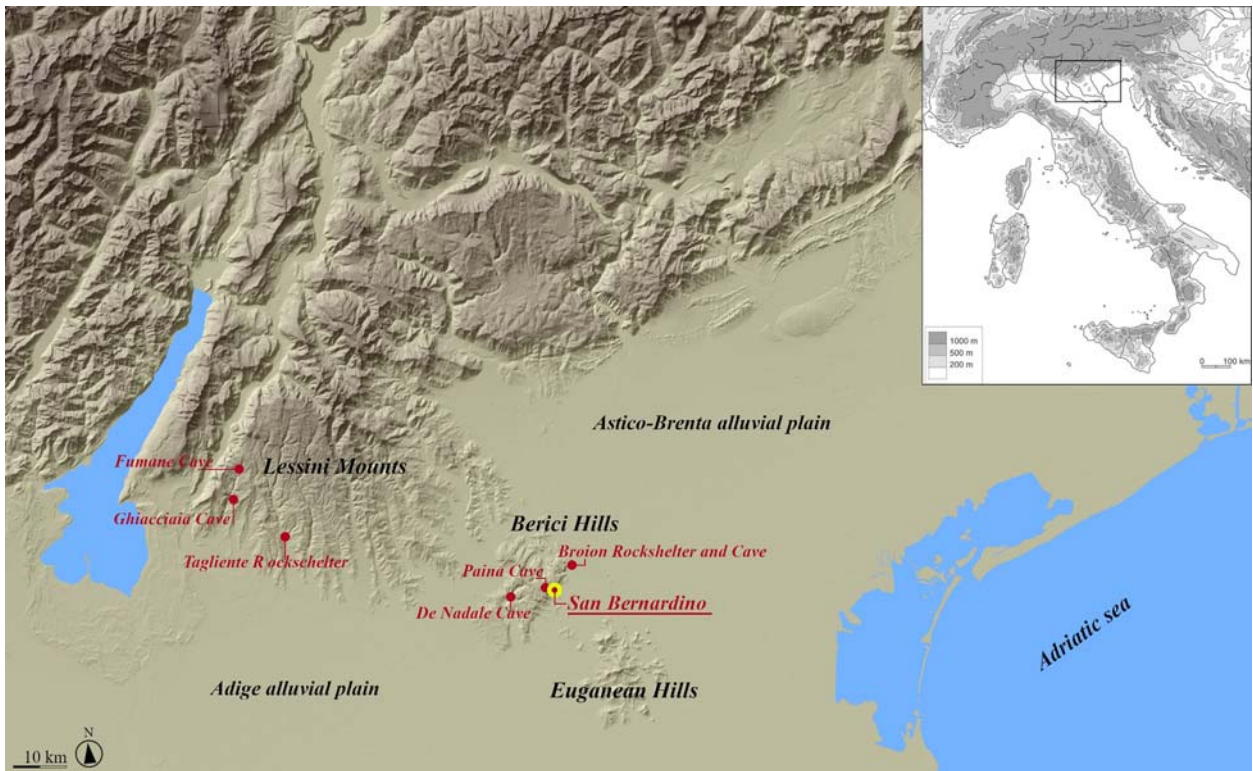 1000 m
500 m
200 m
0 100 km
Astico-Brenta alluvial plain
Fumane Cave
Lessini Mounts
Ghiacciaia Cave
Tagliente R ockschelter
Berici Hills
Broion Rockshelter and Cave
Paina Cave
San Bernardino
De Nadale Cave
Adriatic sea
Adige alluvial plain
Euganean Hills
N
10 km